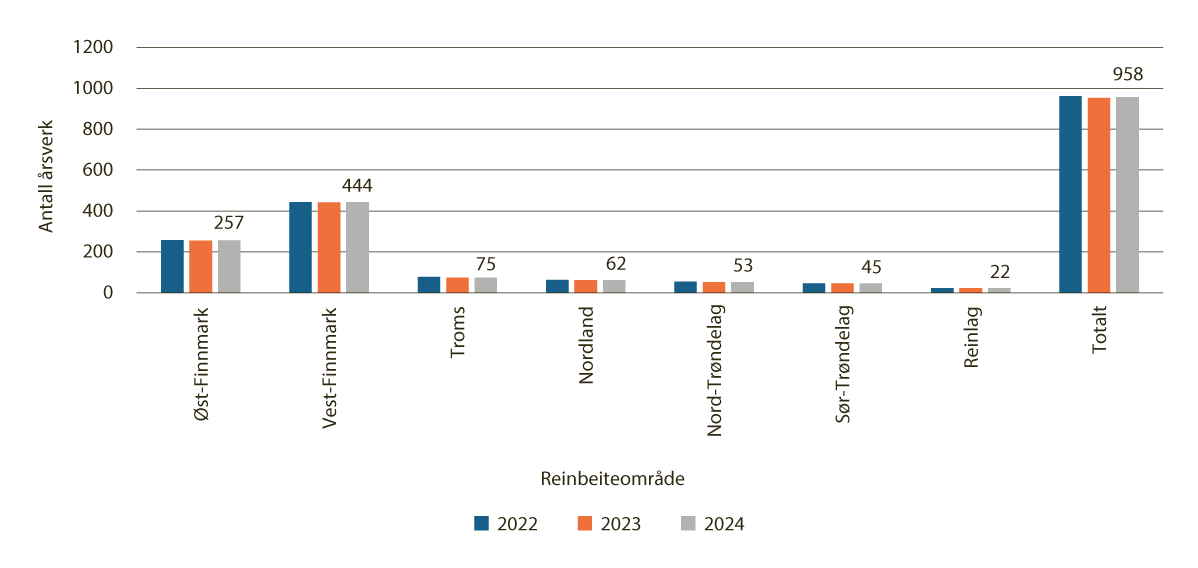 1200
1000
800
600
400
200
0
Antall årsverk
257
444
75
62
53
45
22
958
Øst-Finnmark
Vest-Finnmark
Troms
Nordland
Nord-Trøndelag
Sør-Trøndelag
Reinlag
Totalt
Reinbeiteområde
2022 2023 2024